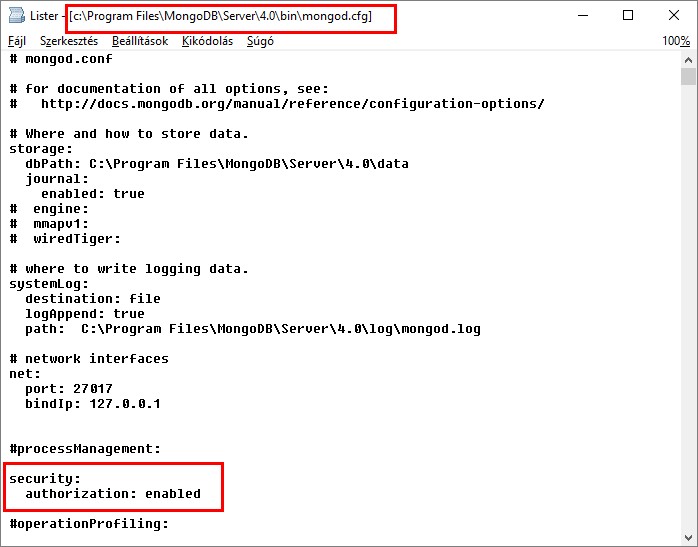 Lister - [c:\Program Files\MongoDB\Server\4.0\bin\mongod.cfg]
Fájl Szerkesztés Beállítások Kikódolás Súgó 100%
# mongod.conf
# for documentation of all options, see:
#   http://docs.mongodb.org/manual/reference/configuration-options/
# Where and how to store data.
storage:
  dbPath: C:\Program Files\MongoDB\Server\4.0\data
  journal:
    enabled: true
#  engine:
#  mmapv1:
#  wiredTiger:
# where to write logging data.
systemLog:
  destination: file
  logAppend: true
  path:  C:\Program Files\MongoDB\Server\4.0\log\mongod.log
# network interfaces
net:
  port: 27017
  bindIp: 127.0.0.1
#processManagement:
security:
  authorization: enabled
#operationProfiling: